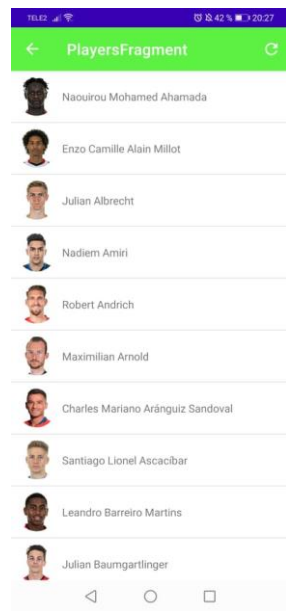 TELE2 42 % 20:27
PlayersFragment
Naouirou Mohamed Ahamada
Enzo Camille Alain Millot
Julian Albrecht
Nadiem Amiri
Robert Andrich
Maximilian Arnold
Charles Mariano Aránguiz Sandoval
Santiago Lionel Ascacíbar
Leandro Barreiro Martins
Julian Baumgartlinger